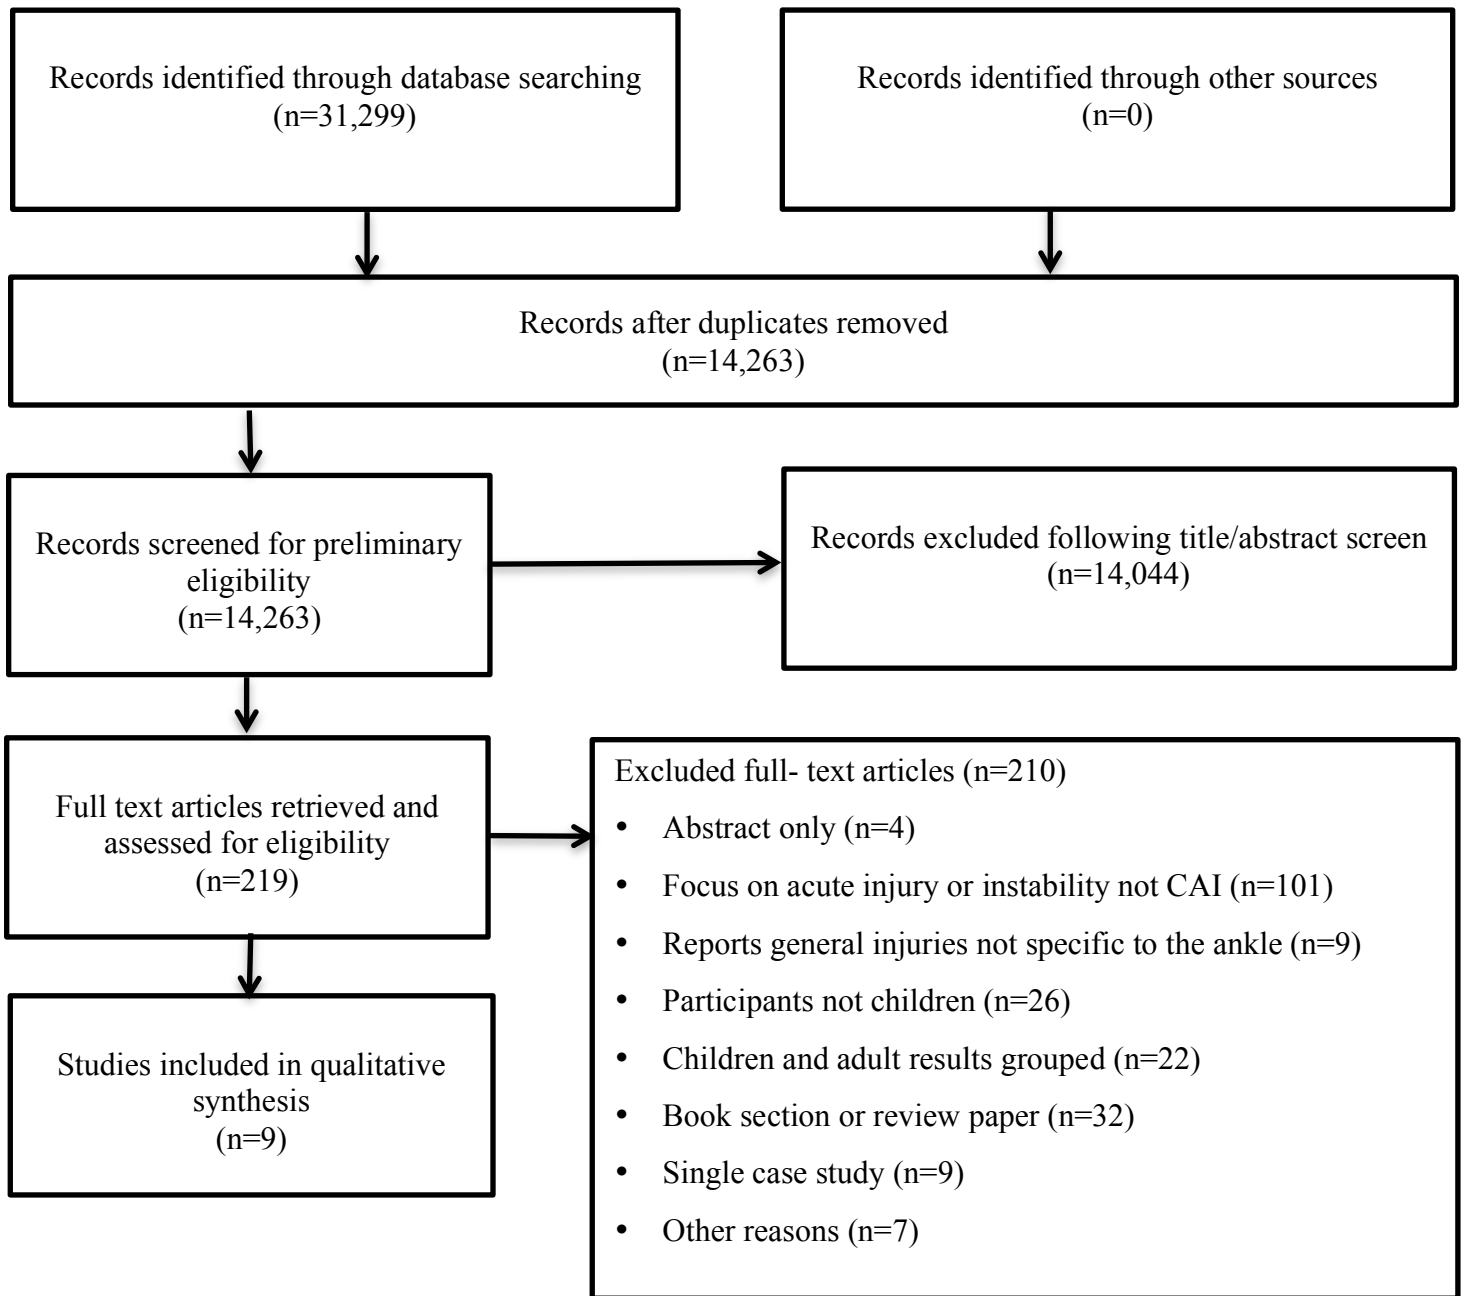 Records identified through database searching
(n=31,299)
Records identified through other sources
(n=0)
Records after duplicates removed
(n=14,263)
Records screened for preliminary
eligibility
(n=14,263)
Records excluded following title/abstract screen
(n=14,044)
Full text articles retrieved and
assessed for eligibility
(n=219)
Excluded full- text articles (n=210)
• Abstract only (n=4)
• Focus on acute injury or instability not CAI (n=101)
• Reports general injuries not specific to the ankle (n=9)
• Participants not children (n=26)
• Children and adult results grouped (n=22)
• Book section or review paper (n=32)
• Single case study (n=9)
• Other reasons (n=7)
Studies included in qualitative
synthesis
(n=9)